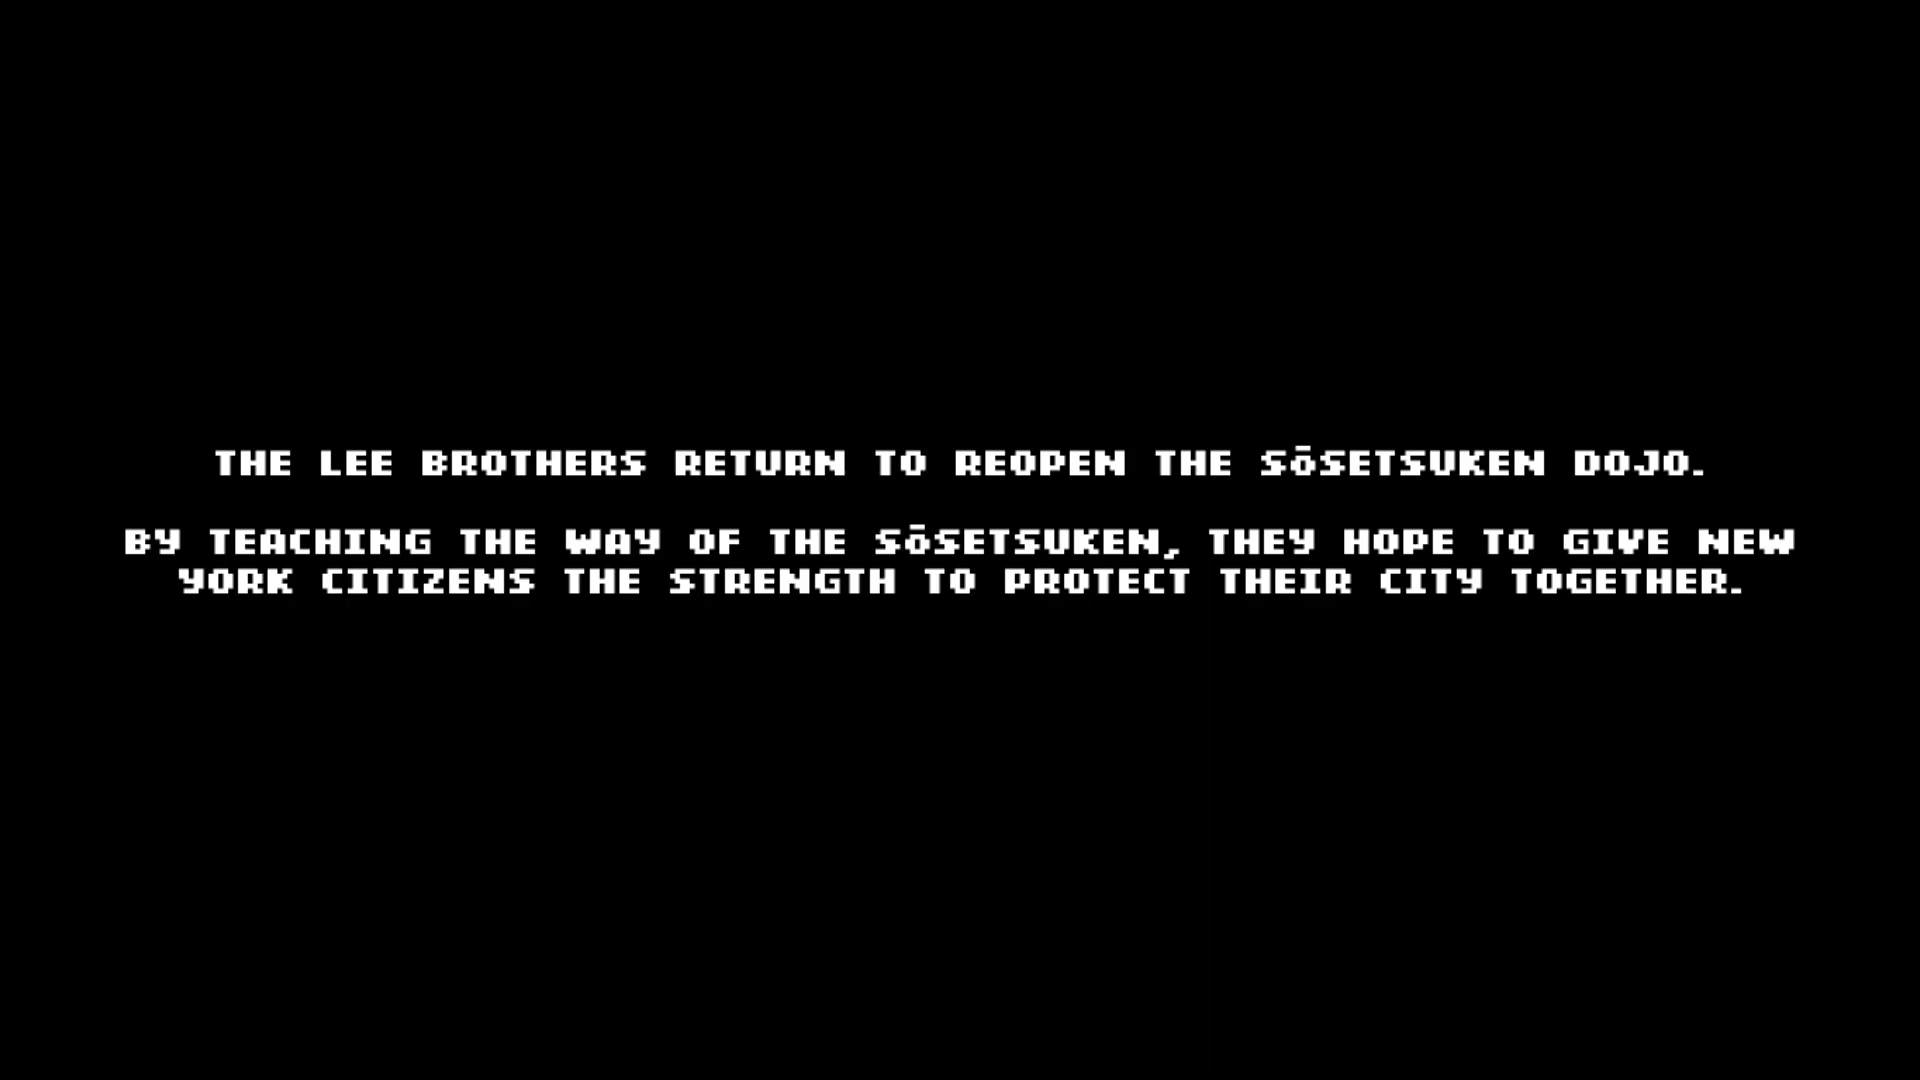 THE LEE BROTHERS RETURN TO REOPEN THE SŌSETSUKEN DOJO.
BY TEACHING THE WAY OF THE SŌSETSUKEN, THEY HOPE TO GIVE NEW
YORK CITIZENS THE STRENGTH TO PROTECT THEIR CITY TOGETHER.